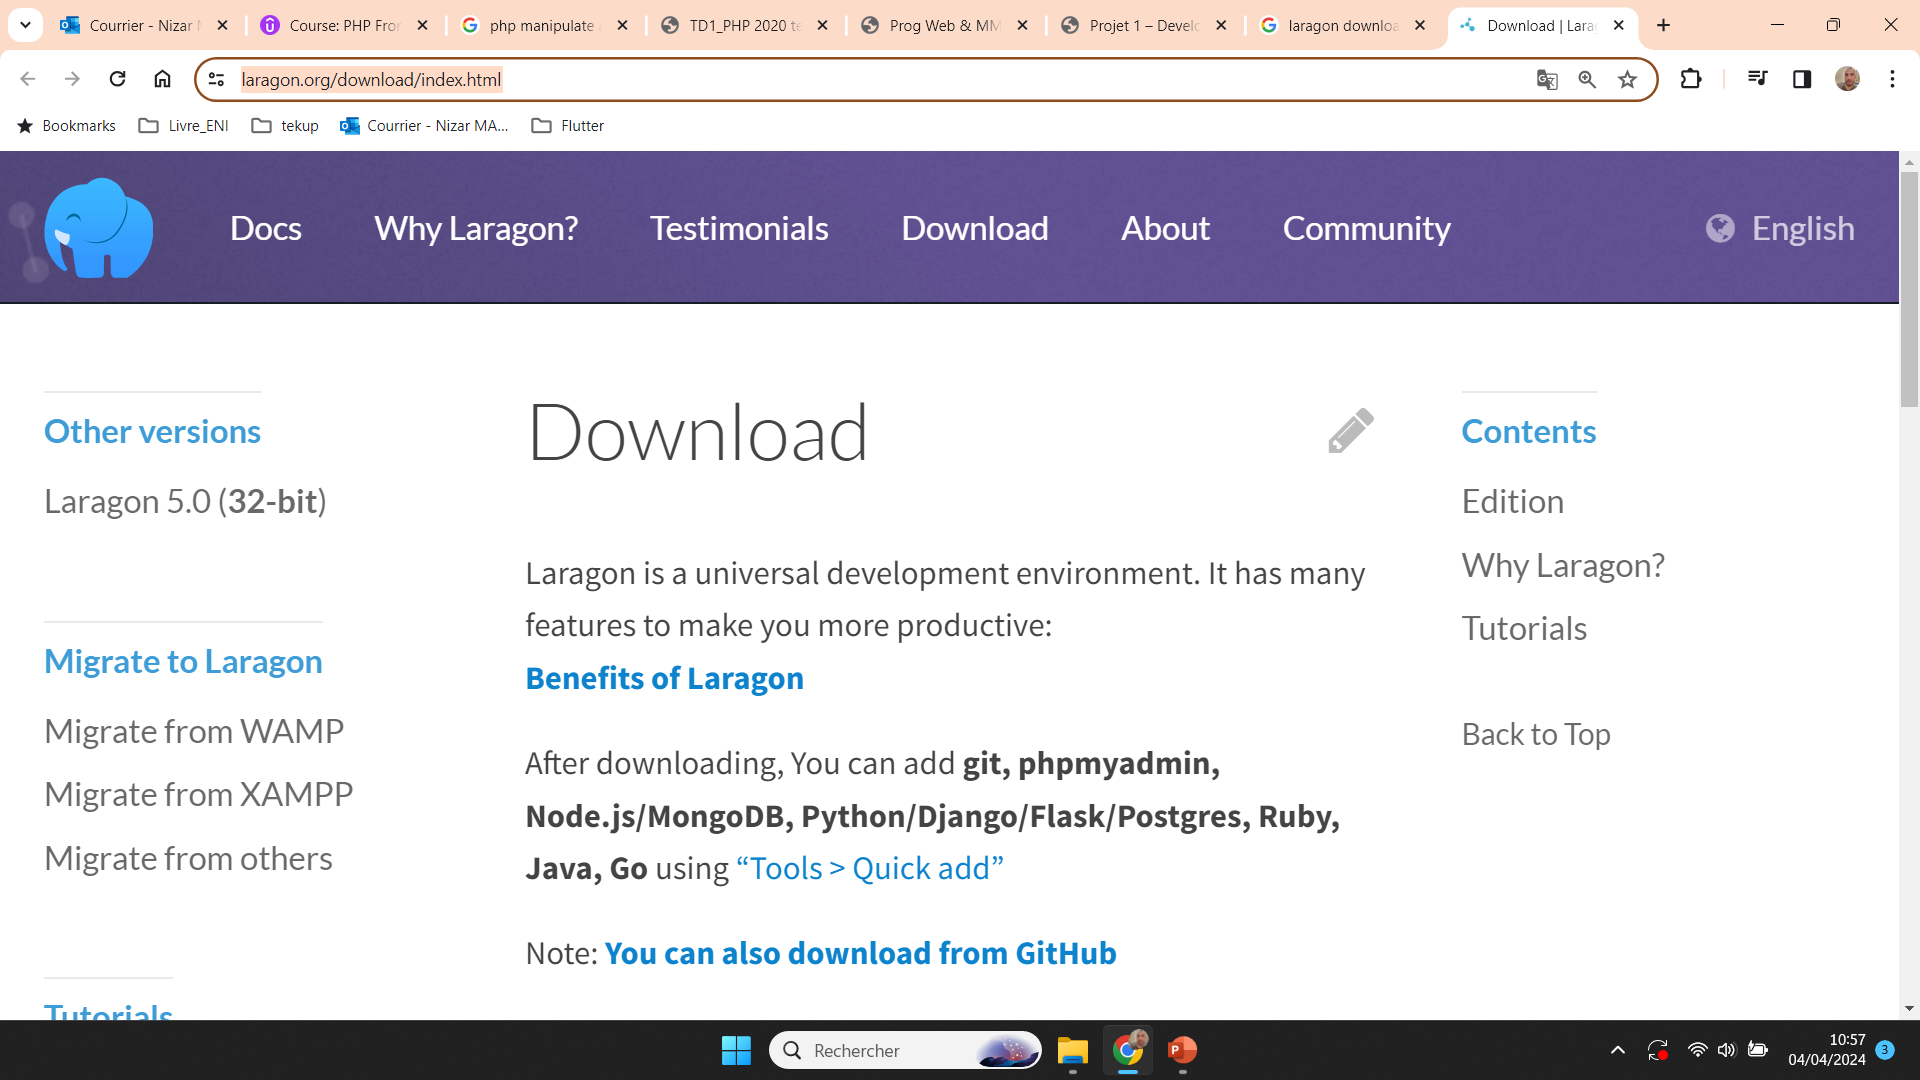 Courrier - Nizar M
Course: PHP Fror
php manipulate a
TD1_PHP 2020 te
Prog Web & MM
Projet 1 – Develo
laragon downloa
Download | Larag
laragon.org/download/index.html
Bookmarks
Livre_ENI
tekup
Courrier - Nizar MA...
Flutter
Docs
Why Laragon?
Testimonials
Download
About
Community
English
Other versions
Laragon 5.0 (32-bit)
Migrate to Laragon
Migrate from WAMP
Migrate from XAMPP
Migrate from others
Tutorials
Download
Laragon is a universal development environment. It has many
features to make you more productive:
Benefits of Laragon
After downloading, You can add git, phpmyadmin,
Node.js/MongoDB, Python/Django/Flask/Postgres, Ruby,
Java, Go using “Tools > Quick add”
Note: You can also download from GitHub
Contents
Edition
Why Laragon?
Tutorials
Back to Top
Rechercher
10:57
04/04/2024
3